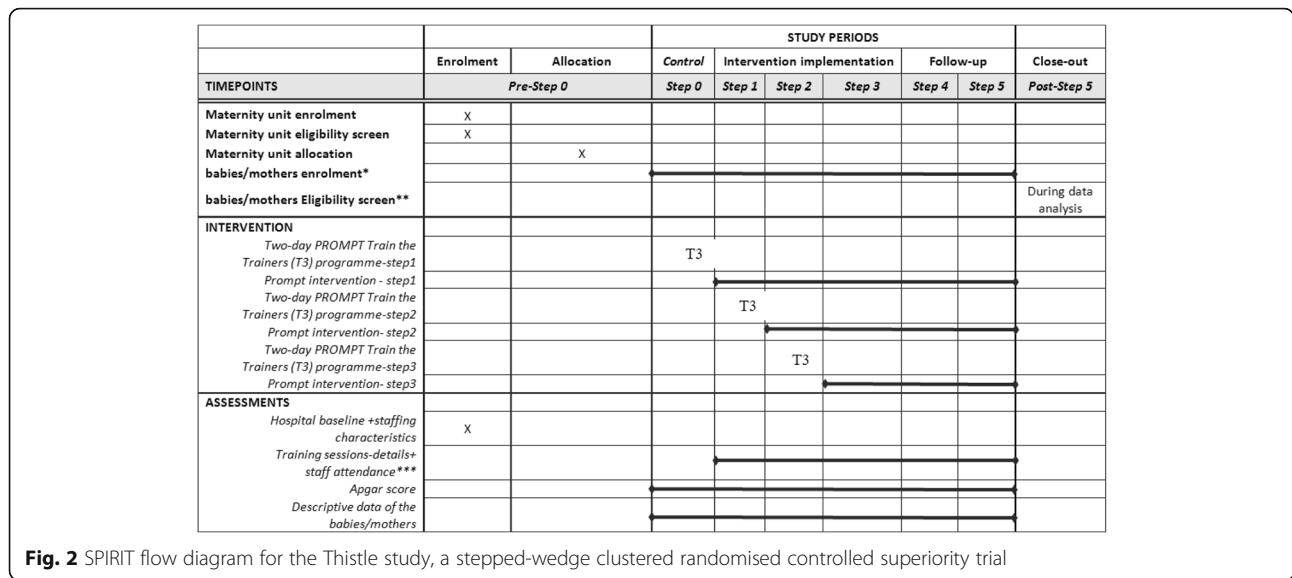 STUDY PERIODS
Enrolment Allocation Control Intervention implementation Follow-up Close-out
TIMEPOINTS Pre-Step 0 Step 0 Step 1 Step 2 Step 3 Step 4 Step 5 Post-Step 5
Maternity unit enrolment X
Maternity unit eligibility screen X
Maternity unit allocation X
babies/mothers enrolment*
babies/mothers Eligibility screen** During data
analysis
INTERVENTION
Two-day PROMPT Train the
Trainers (T3) programme-step1 T3
Prompt intervention - step1
Two-day PROMPT Train the
Trainers (T3) programme-step2 T3
Prompt intervention- step2
Two-day PROMPT Train the
Trainers (T3) programme-step3 T3
Prompt intervention- step3
ASSESSMENTS
Hospital baseline +staffing
characteristics X
Training sessions-details+
staff attendance***
Apgar score
Descriptive data of the
babies/mothers
Fig. 2 SPIRIT flow diagram for the Thistle study, a stepped-wedge clustered randomised controlled superiority trial